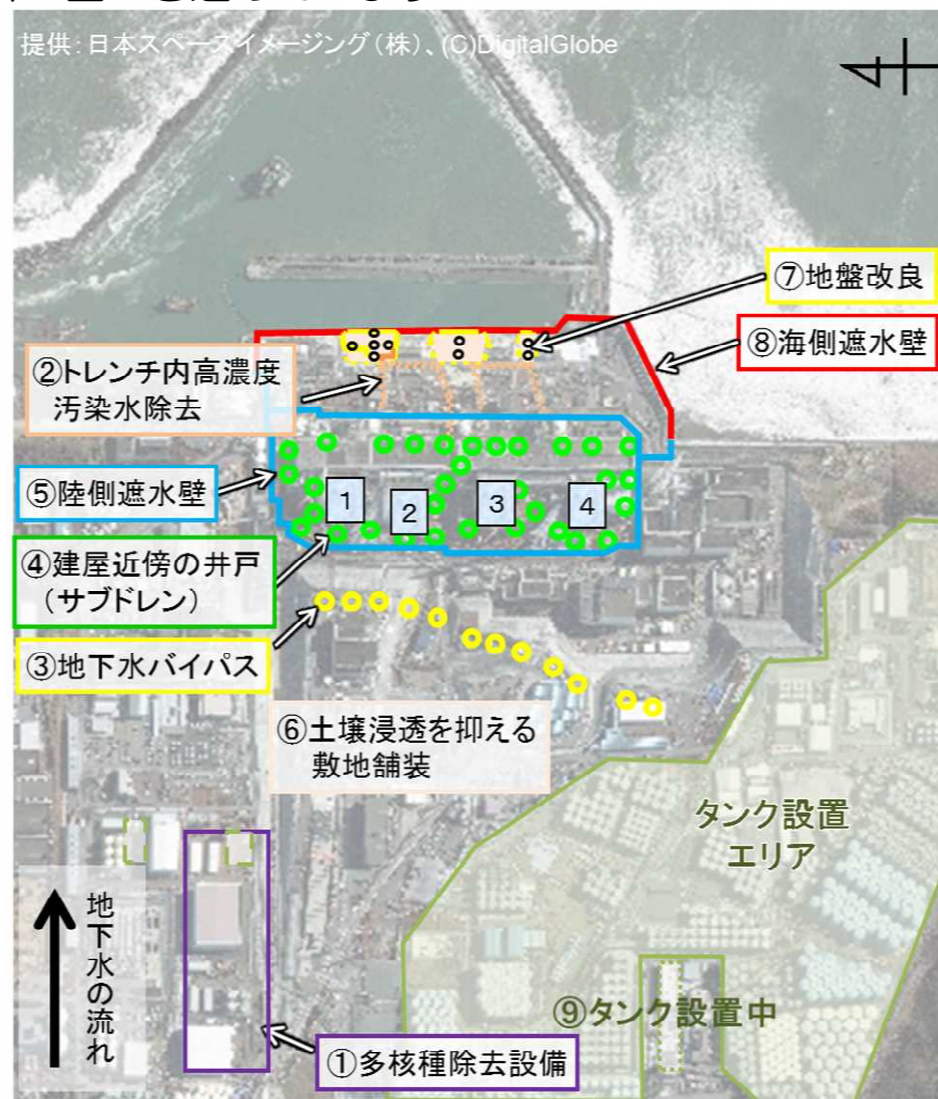 提供:日本スペースイメージング(株)、(C)DigitalGlobe
⑦地盤改良
⑧海側遮水壁
②トレンチ内高濃度
汚染水除去
⑤陸側遮水壁
1
2
3
4
④建屋近傍の井戸
(サブドレン)
③地下水バイパス
⑥土壌浸透を抑える
敷地舗装
タンク設置
エリア
地下水の流れ
⑨タンク設置中
①多核種除去設備